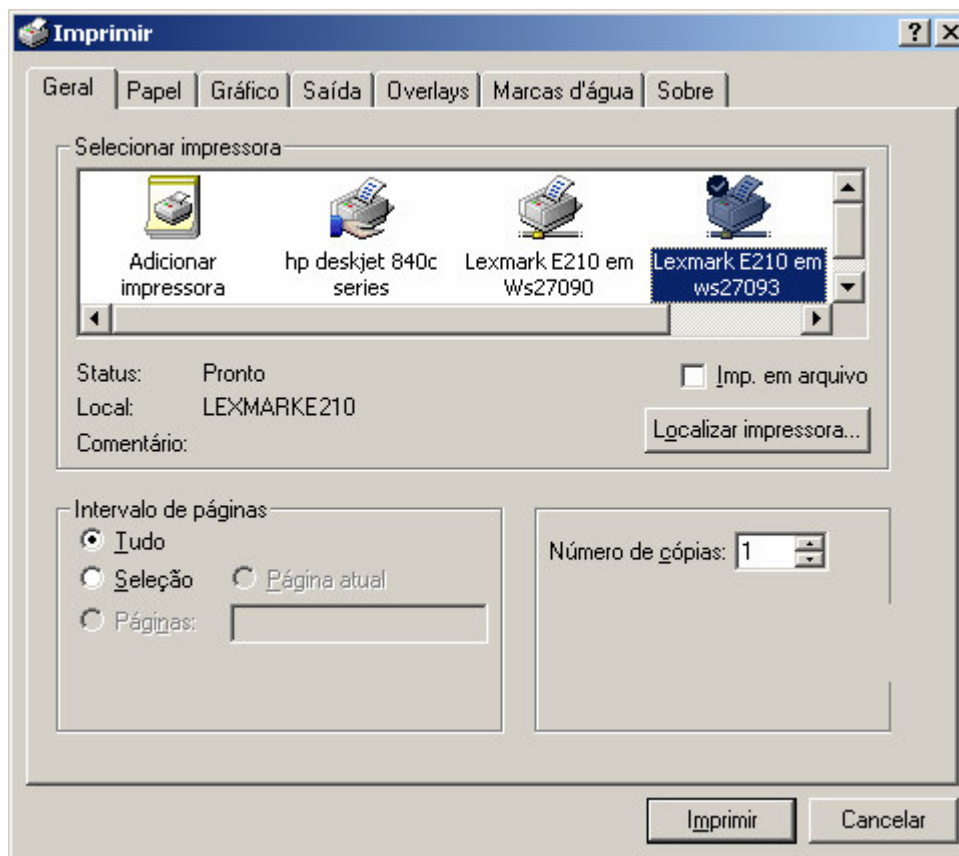 Imprimir
Geral Papel Gráfico Saída Overlays Marcas d'água Sobre
Selecionar impressora
Adicionar impressora
hp deskjet 840c series
Lexmark E210 em Ws27090
Lexmark E210 em ws27093
Status: Pronto
Imp. em arquivo
Local: LEXMARKE210
Localizar impressora...
Comentário:
Intervalo de páginas
Tudo
Seleção Página atual
Páginas:
Número de cópias: 1
Imprimir Cancelar